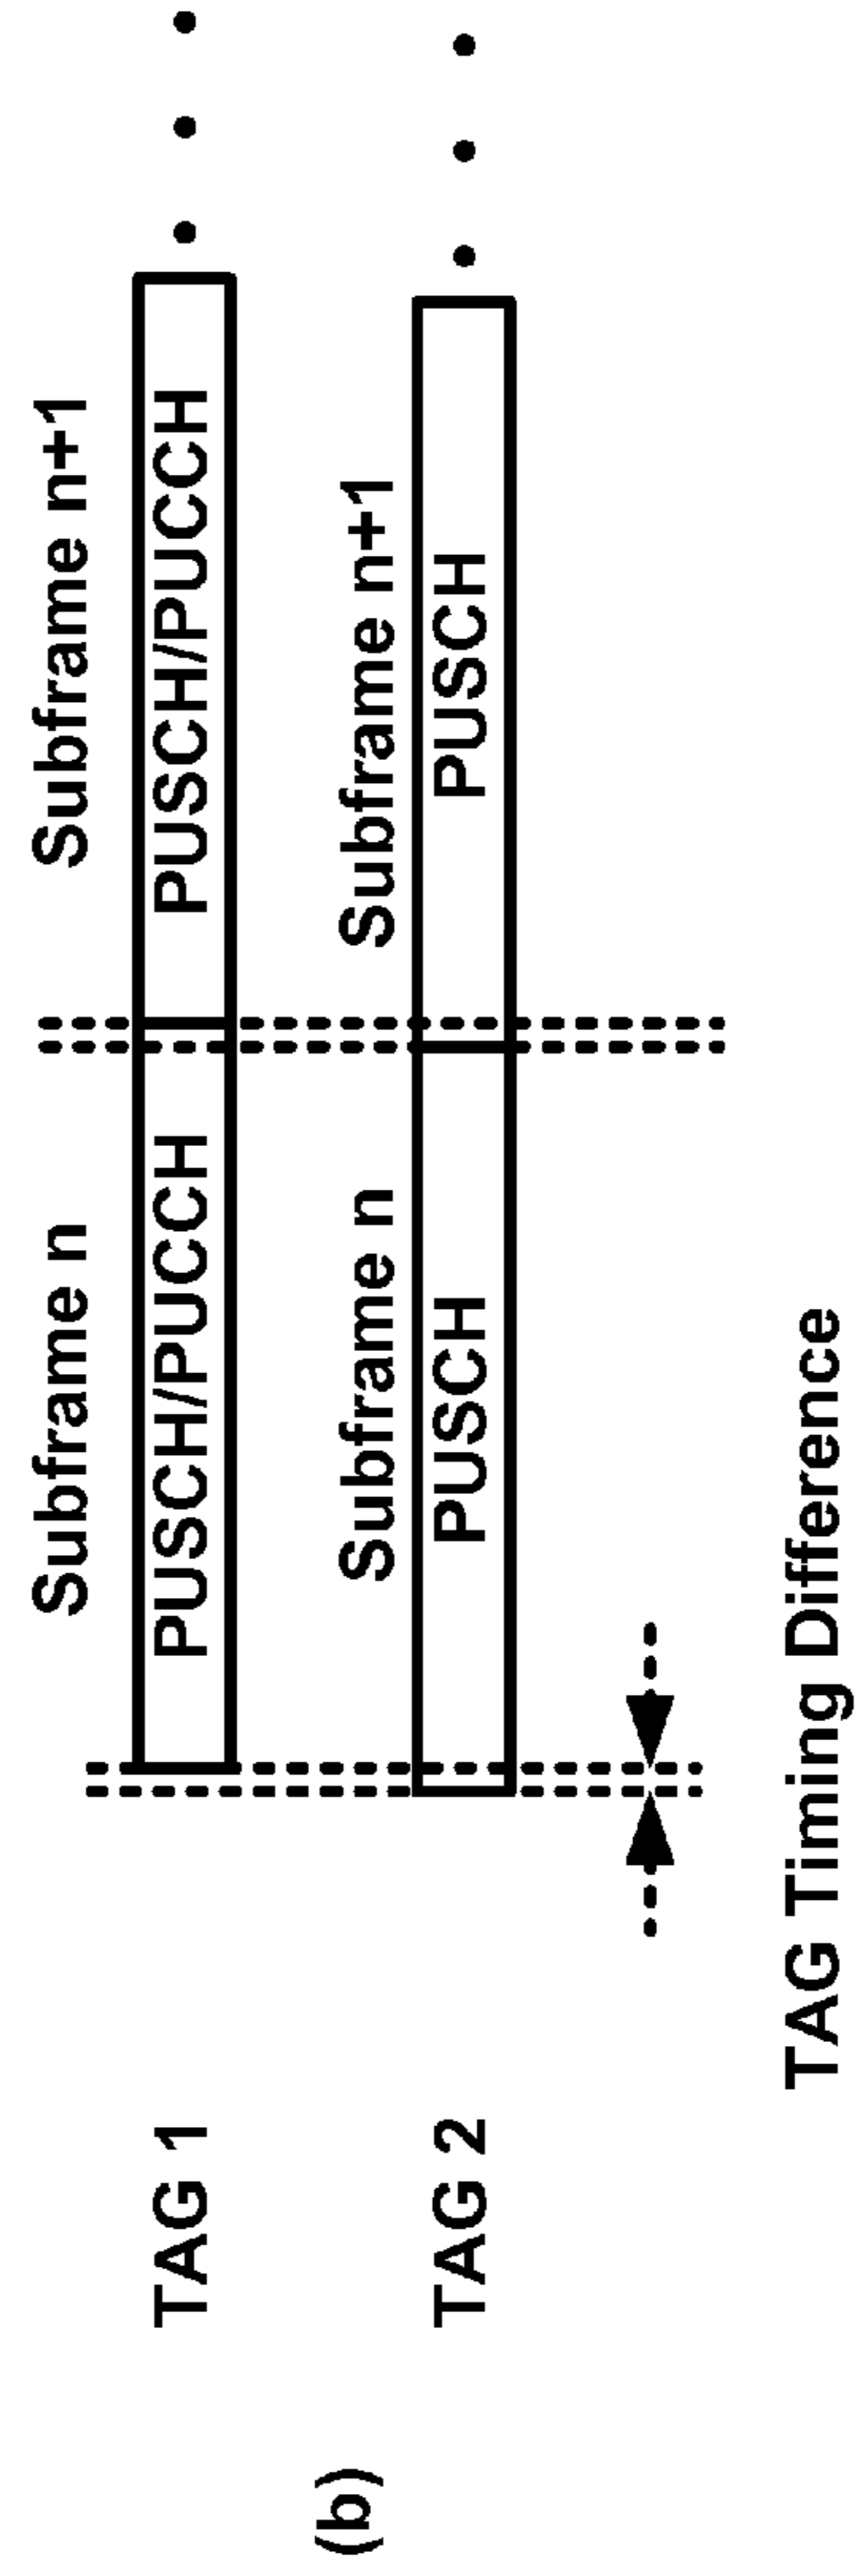 Subframe n
Subframe n+1
TAG 1
PUSCH/PUCCH
PUSCH/PUCCH
(b)
Subframe n
Subframe n+1
TAG 2
PUSCH
PUSCH
TAG Timing Difference